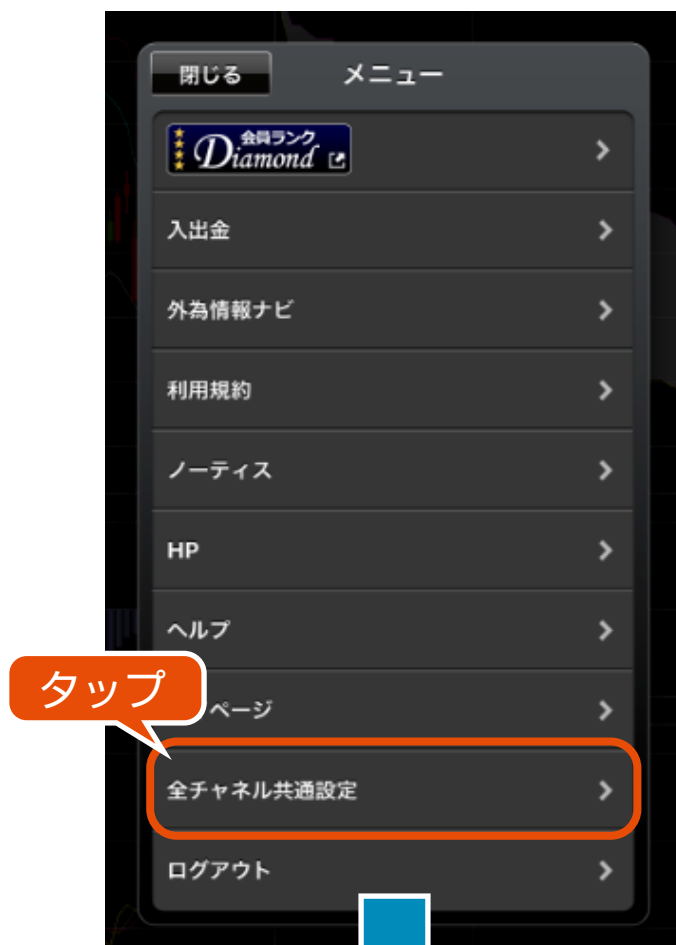 閉じる
メニュー
会員ランク
Diamond
入出金
外為情報ナビ
利用規約
ノーティス
HP
ヘルプ
タップ
ページ
全チャネル共通設定
ログアウト